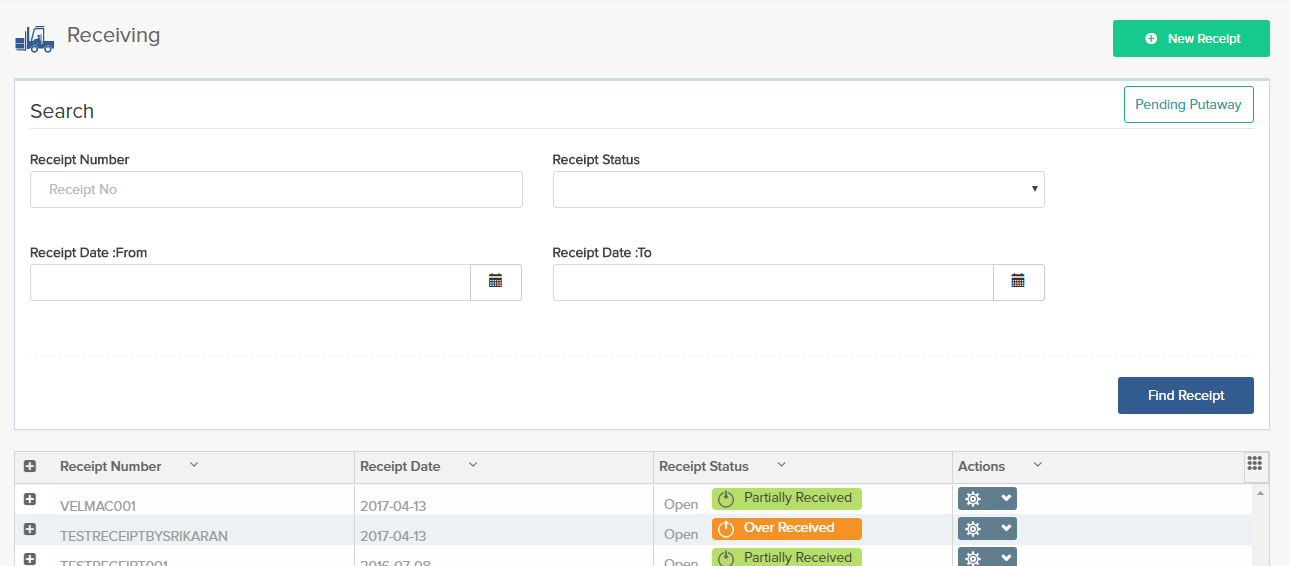 Receiving
New Receipt
Search
Pending Putaway
Receipt Number
Receipt Status
Receipt No
Receipt Date :From
Receipt Date :To
Find Receipt
Receipt Number Receipt Date Receipt Status Actions
VELMAC001 2017-04-13 Open Partially Received
TESTRECEIPTBYSRIKARAN 2017-04-13 Open Over Received
TESTRECEIPT001 2016-07-08 Open Partially Received